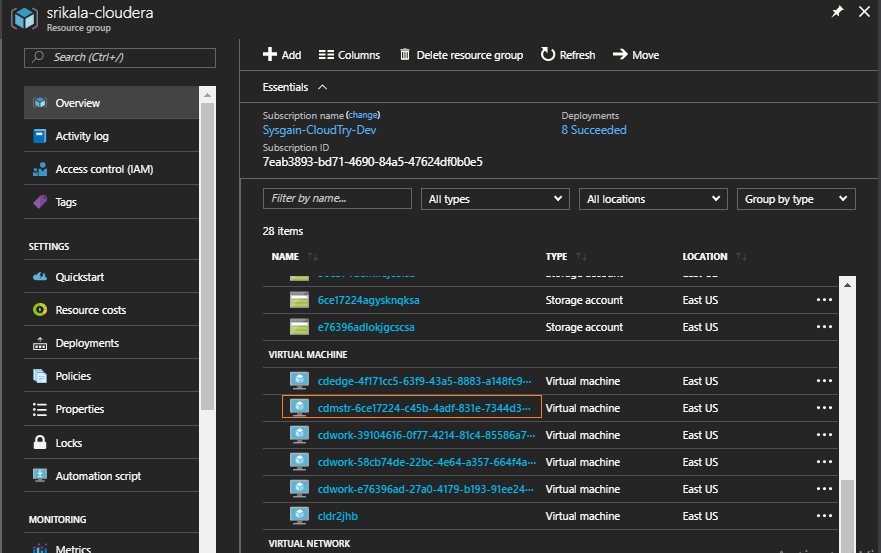 srikala-cloudera
Resource group
Search (Ctrl+/)
Overview
Activity log
Access control (IAM)
Tags
SETTINGS
Quickstart
Resource costs
Deployments
Policies
Properties
Locks
Automation script
MONITORING
Metrics
Add Columns Delete resource group Refresh Move
Essentials
Subscription name (change) Deployments
Sysgain-CloudTry-Dev 8 Succeeded
Subscription ID
7eab3893-bd71-4690-84a5-47624df0b0e5
Filter by name... All types All locations Group by type
28 items
NAME TYPE LOCATION
Storage account East US
6ce17224agysknqksa Storage account East US ...
e76396adlokjgcscsa Storage account East US ...
VIRTUAL MACHINE
cdedge-4f171cc5-63f9-43a5-8883-a148fc9... Virtual machine East US ...
cdmstr-6ce17224-c45b-4adf-831e-7344d3... Virtual machine East US ...
cdwork-39104616-0f77-4214-81c4-85586a7... Virtual machine East US ...
cdwork-58cb74de-22bc-4e64-a357-664f4a... Virtual machine East US ...
cdwork-e76396ad-27a0-4179-b193-91ee24... Virtual machine East US ...
cldr2jhb Virtual machine East US ...
VIRTUAL NETWORK